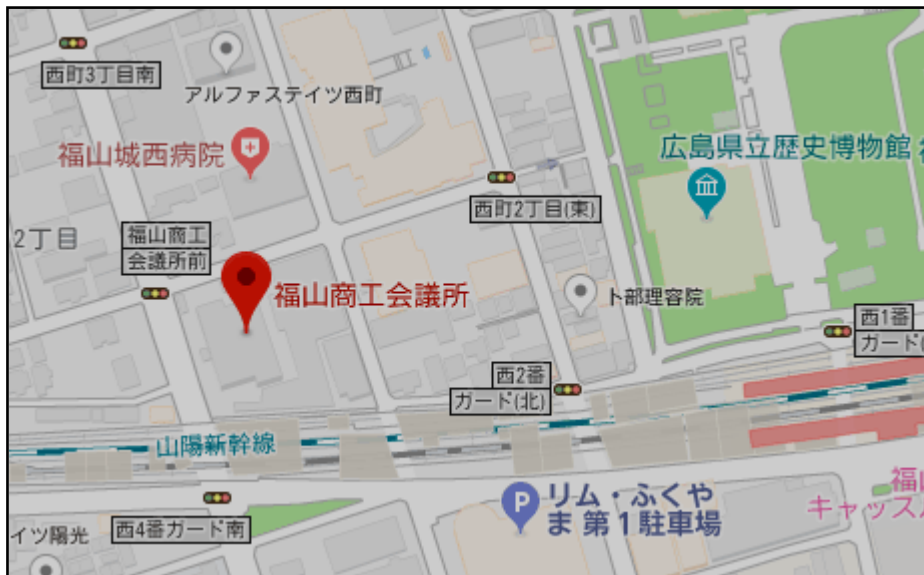 西町3丁目南
アルファステイツ西町
福山城西病院
広島県立歴史博物館
西町2丁目(東)
2丁目
福山商工
会議所前
福山商工会議所
卜部理容院
西1番
ガード(
西2番
ガード(北)
山陽新幹線
P
リム・ふくや
ま 第1駐車場
福山
キャッスル
西4番ガード南
イツ陽光